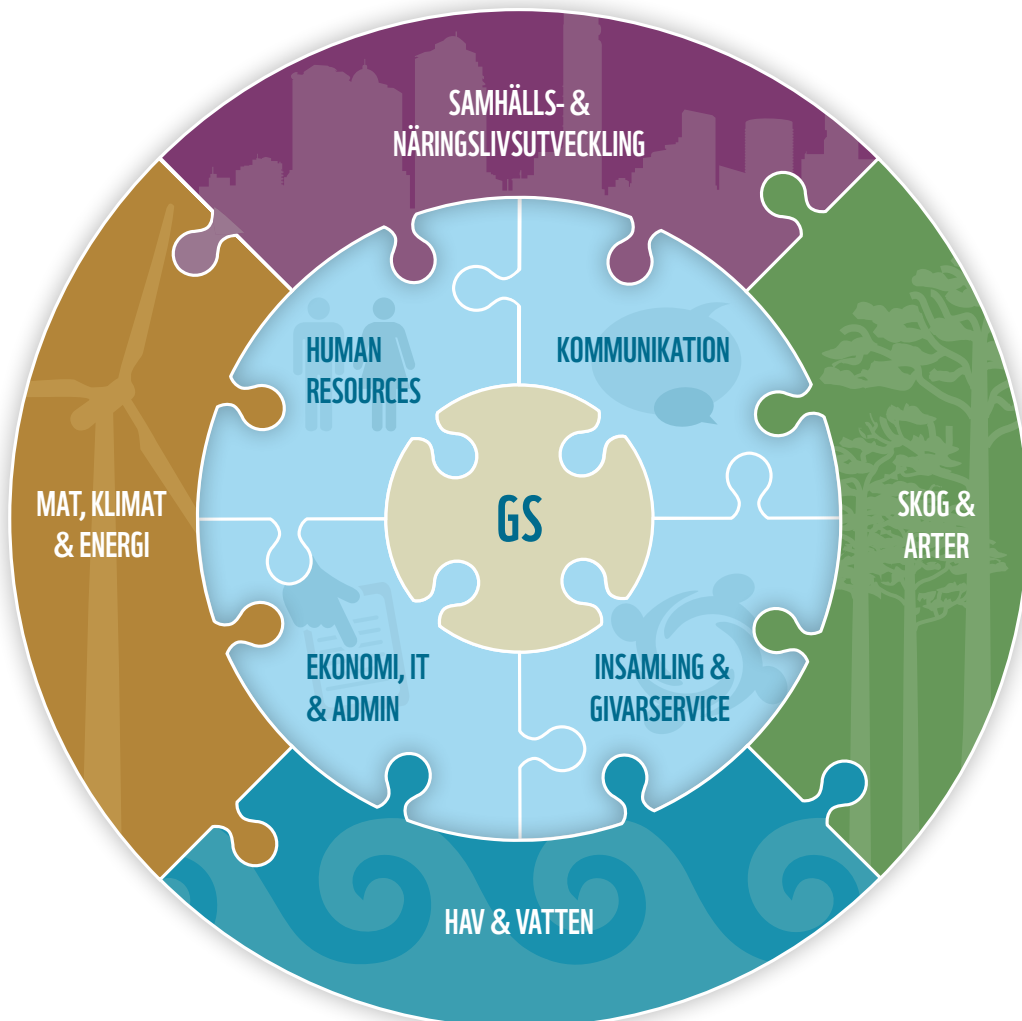 SAMHÄLLS- &
NÄRINGSLIVSUTVECKLING
HUMAN
RESOURCES
KOMMUNIKATION
MAT, KLIMAT
& ENERGI
GS
SKOG &
ARTER
EKONOMI, IT
& ADMIN
INSAMLING &
GIVARSERVICE
HAV & VATTEN